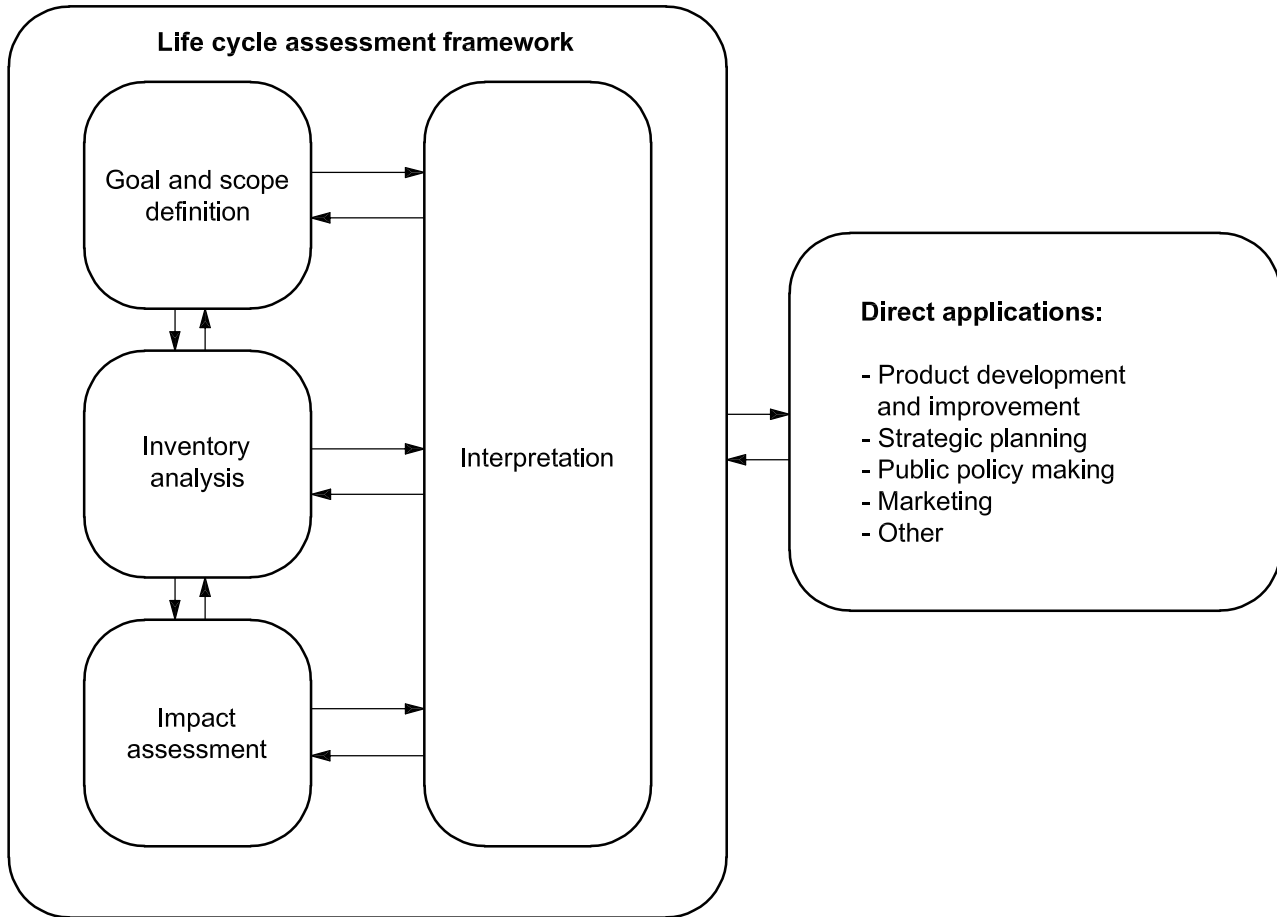 Life cycle assessment framework
Goal and scope
definition
Inventory
analysis
Impact
assessment
Interpretation
Direct applications:
- Product development
and improvement
- Strategic planning
- Public policy making
- Marketing
- Other